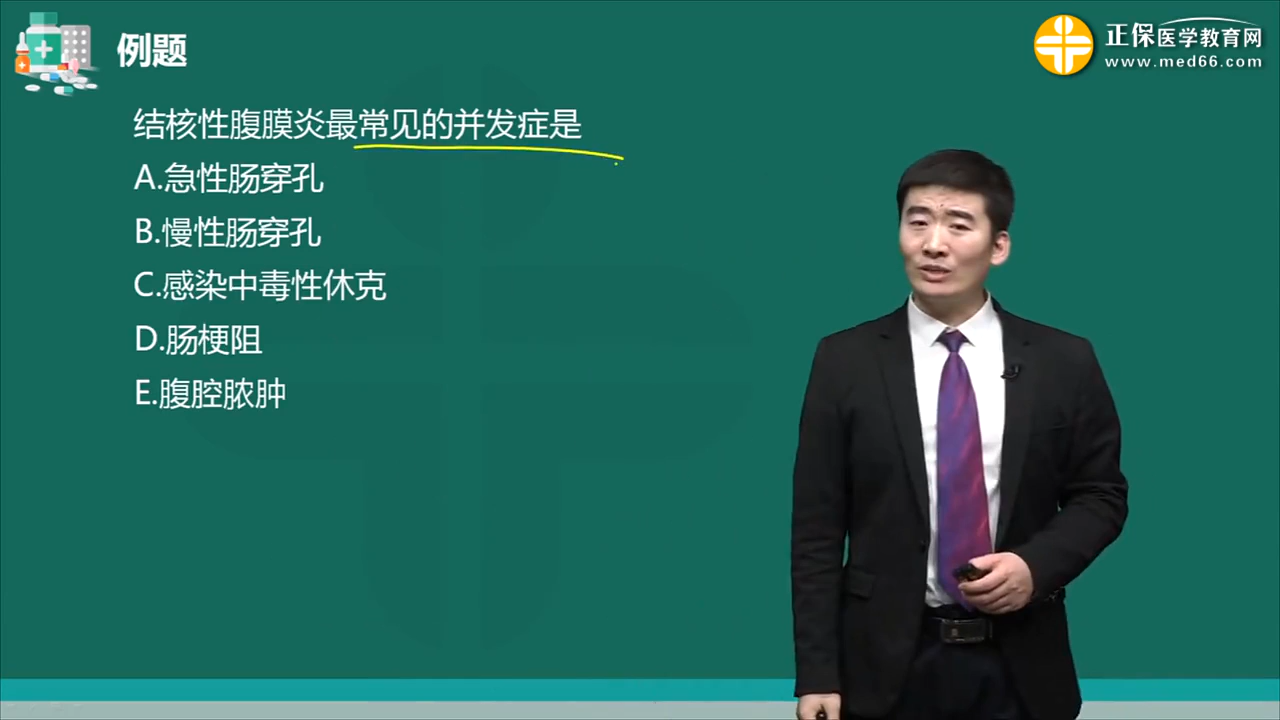 例题
正保医学教育网
www.med66.com
结核性腹膜炎最常见的并发症是
A.急性肠穿孔
B.慢性肠穿孔
C.感染中毒性休克
D.肠梗阻
E.腹腔脓肿